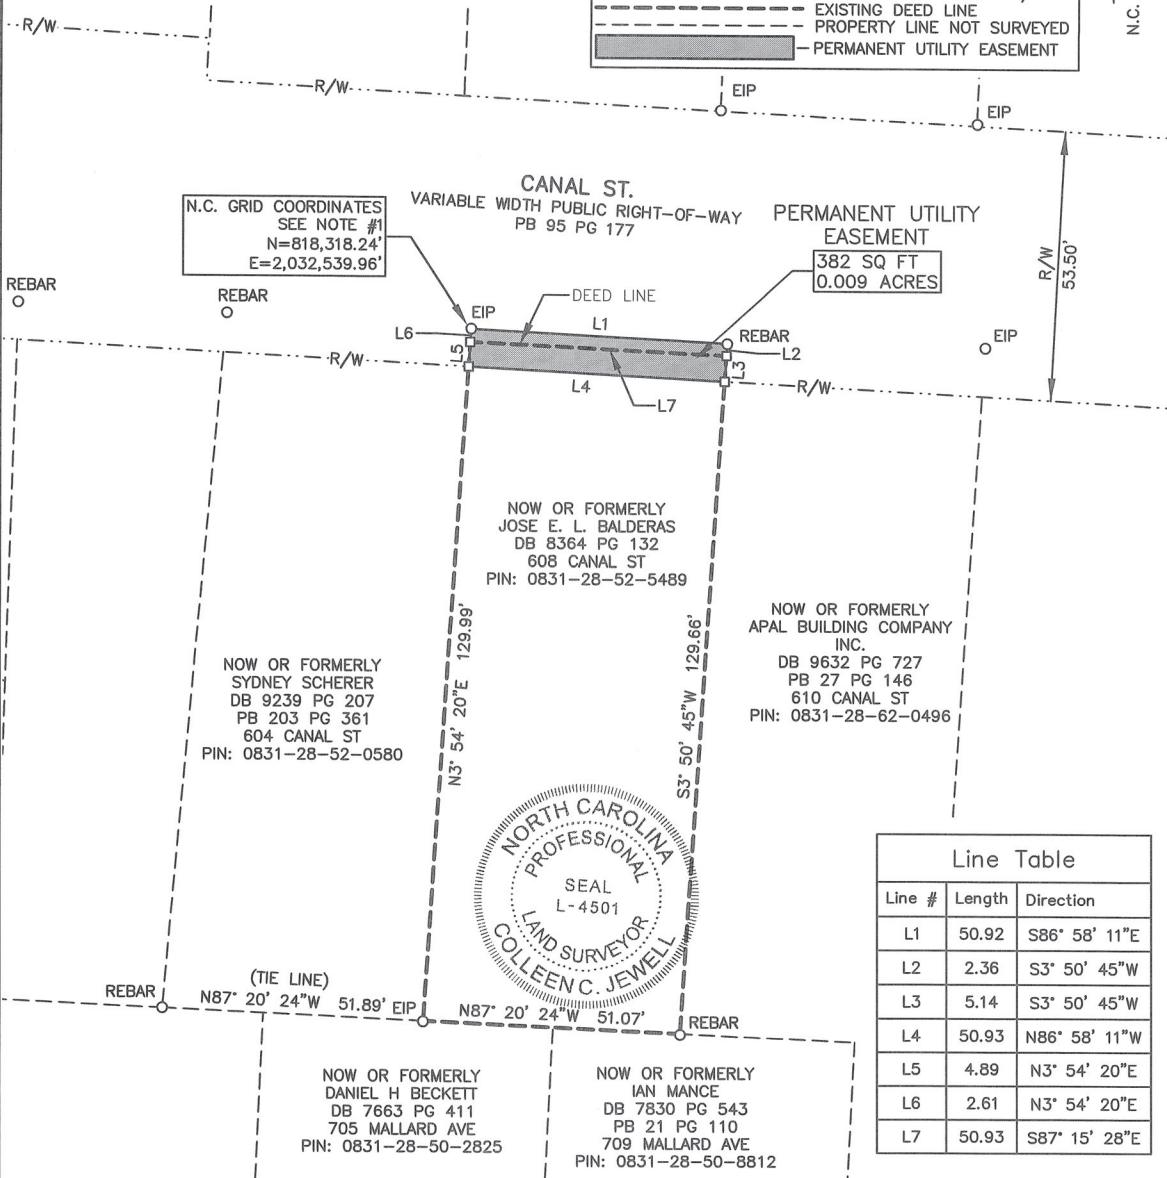 EXISTING DEED LINE
PROPERTY LINE NOT SURVEYED
PERMANENT UTILITY EASEMENT
N.C.
R/W
R/W
EIP
EIP
CANAL ST.
VARIABLE WIDTH PUBLIC RIGHT-OF-WAY
PB 95 PG 177
N.C. GRID COORDINATES
SEE NOTE #1
N=818,318.24'
E=2,032,539.96'
PERMANENT UTILITY
EASEMENT
382 SQ FT
0.009 ACRES
R/W
53.50'
REBAR
REBAR
EIP
DEED LINE
L1
REBAR
EIP
L6
L2
L5
L3
R/W
L4
R/W
L7
NOW OR FORMERLY
JOSE E. L. BALDERAS
DB 8364 PG 132
608 CANAL ST
PIN: 0831-28-52-5489
NOW OR FORMERLY
APAL BUILDING COMPANY
INC.
DB 9632 PG 727
PB 27 PG 146
610 CANAL ST
PIN: 0831-28-62-0496
NOW OR FORMERLY
SYDNEY SCHERER
DB 9239 PG 207
PB 203 PG 361
604 CANAL ST
PIN: 0831-28-52-0580
N3° 54' 20"E 129.99'
S3° 50' 45"W 129.66'
NORTH CAROLINA
PROFESSIONAL
SEAL
L-4501
LAND SURVEYOR
COLLEEN C. JEWELL
(TIE LINE)
REBAR
N87° 20' 24"W 51.89'
EIP
N87° 20' 24"W 51.07'
REBAR
NOW OR FORMERLY
DANIEL H BECKETT
DB 7663 PG 411
705 MALLARD AVE
PIN: 0831-28-50-2825
NOW OR FORMERLY
IAN MANCE
DB 7830 PG 543
PB 21 PG 110
709 MALLARD AVE
PIN: 0831-28-50-8812
Line Table
Line # Length Direction
L1 50.92 S86° 58' 11"E
L2 2.36 S3° 50' 45"W
L3 5.14 S3° 50' 45"W
L4 50.93 N86° 58' 11"W
L5 4.89 N3° 54' 20"E
L6 2.61 N3° 54' 20"E
L7 50.93 S87° 15' 28"E